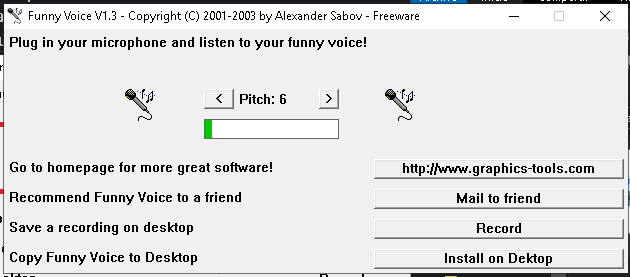 Funny Voice V1.3 - Copyright (C) 2001-2003 by Alexander Sabov - Freeware
Plug in your microphone and listen to your funny voice!
< Pitch: 6 >
Go to homepage for more great software! http://www.graphics-tools.com
Recommend Funny Voice to a friend Mail to friend
Save a recording on desktop Record
Copy Funny Voice to Desktop Install on Dektop